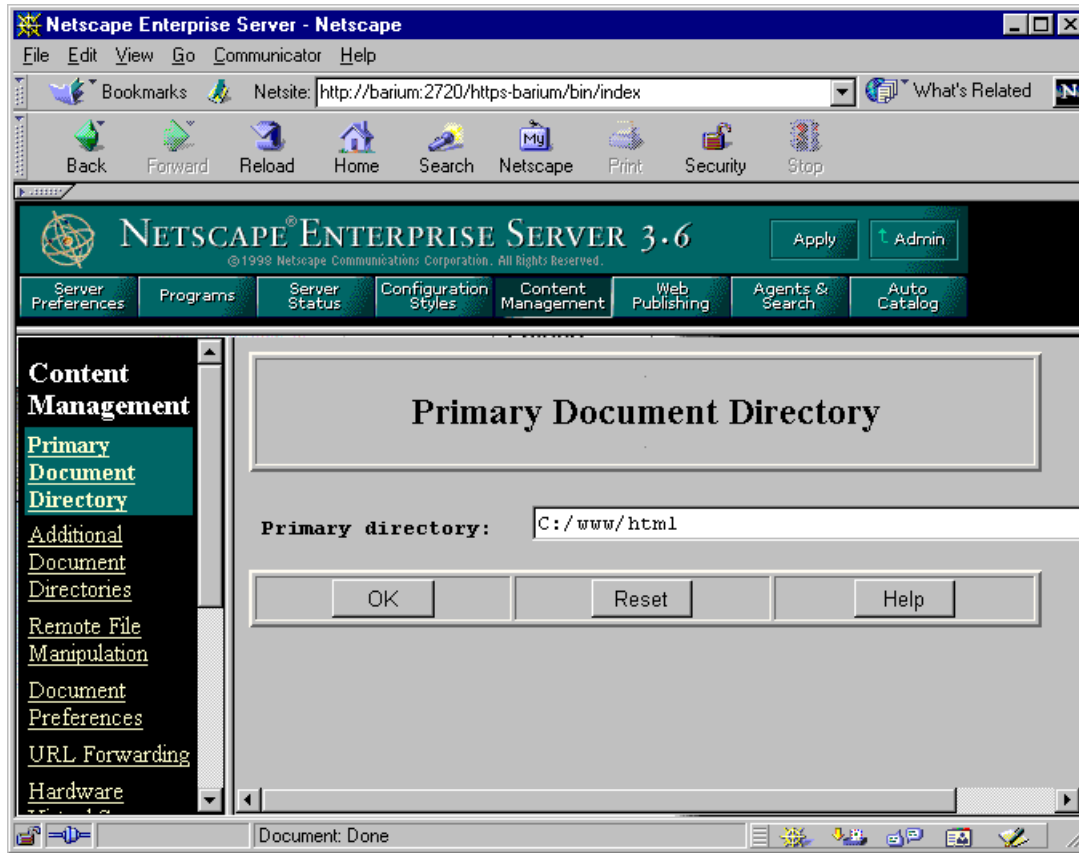 Netscape Enterprise Server - Netscape
File Edit View Go Communicator Help
Bookmarks Netsite: http://barium:2720/https-barium/bin/index What's Related N
Back Forward Reload Home Search My Netscape Print Security Stop
NETSCAPE® ENTERPRISE SERVER 3.6
©1998 Netscape Communications Corporation. All Rights Reserved.
Apply Admin
Server Preferences Programs Server Status Configuration Styles Content Management Web Publishing Agents & Search Auto Catalog
Content
Management
Primary
Document
Directory
Additional
Document
Directories
Remote File
Manipulation
Document
Preferences
URL Forwarding
Hardware
Primary Document Directory
Primary directory: C:/www/html
OK Reset Help
Document: Done